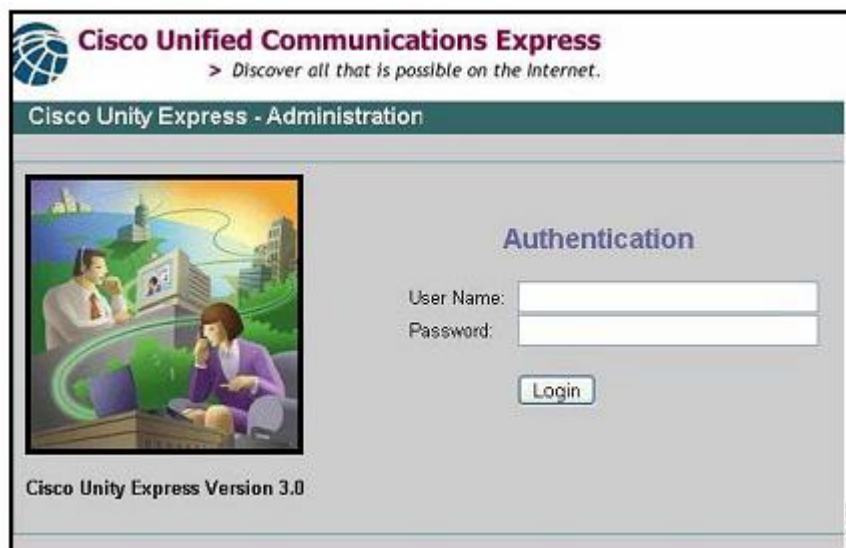 Cisco Unified Communications Express
> Discover all that is possible on the Internet.
Cisco Unity Express - Administration
Authentication
User Name:
Password:
Login
Cisco Unity Express Version 3.0